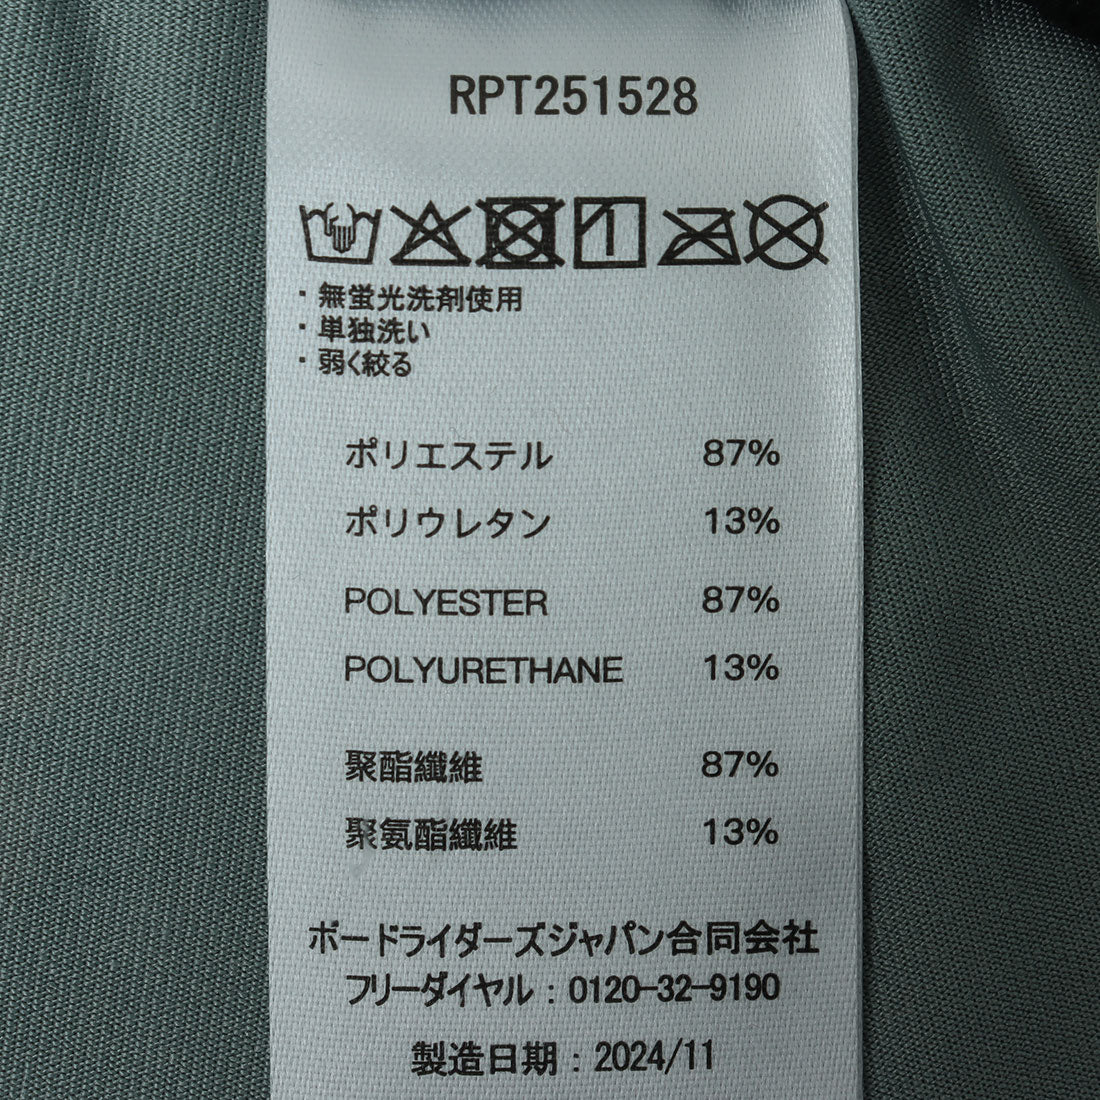 RPT251528
・無蛍光洗剤使用
・単独洗い
・弱く絞る
ポリエステル 87%
ポリウレタン 13%
POLYESTER 87%
POLYURETHANE 13%
聚酯纖維 87%
聚氨酯纖維 13%
ボードライダーズジャパン合同会社
フリーダイヤル：0120-32-9190
製造日期：2024/11